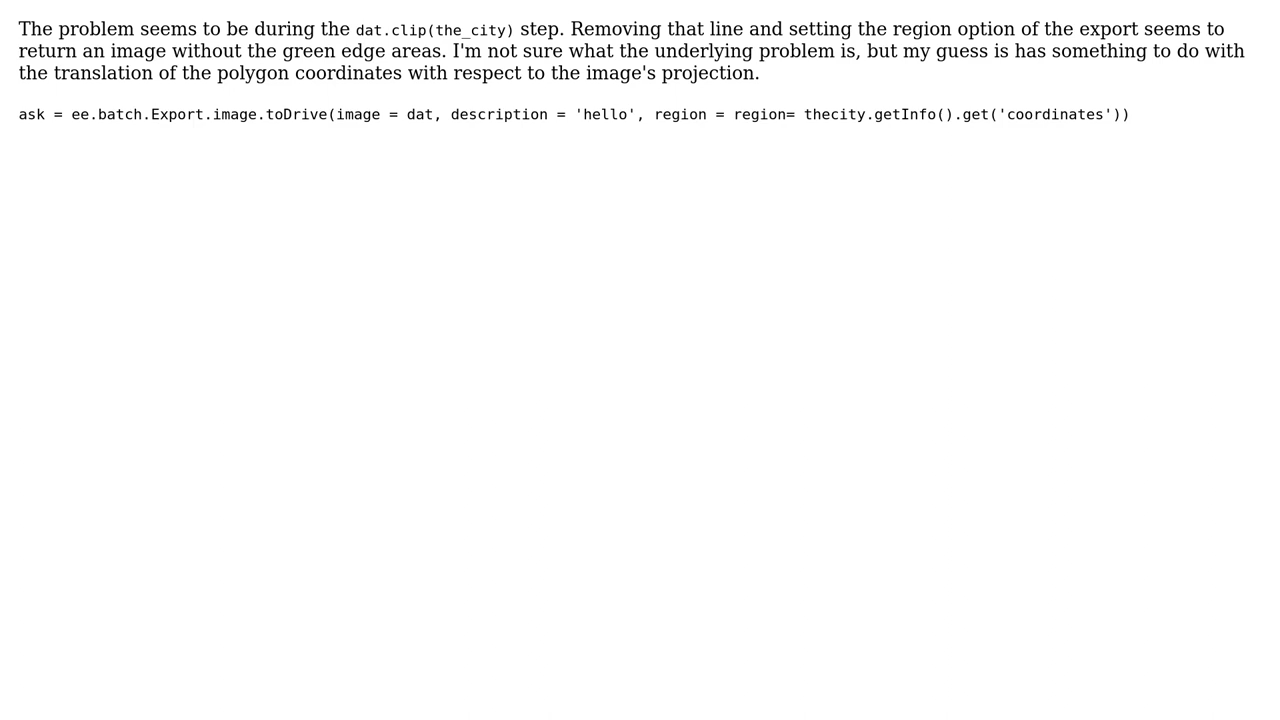 The problem seems to be during the dat.clip(the_city) step. Removing that line and setting the region option of the export seems to
return an image without the green edge areas. I'm not sure what the underlying problem is, but my guess is has something to do with
the translation of the polygon coordinates with respect to the image's projection.
ask = ee.batch.Export.image.toDrive(image = dat, description = 'hello', region = region= thecity.getInfo().get('coordinates'))